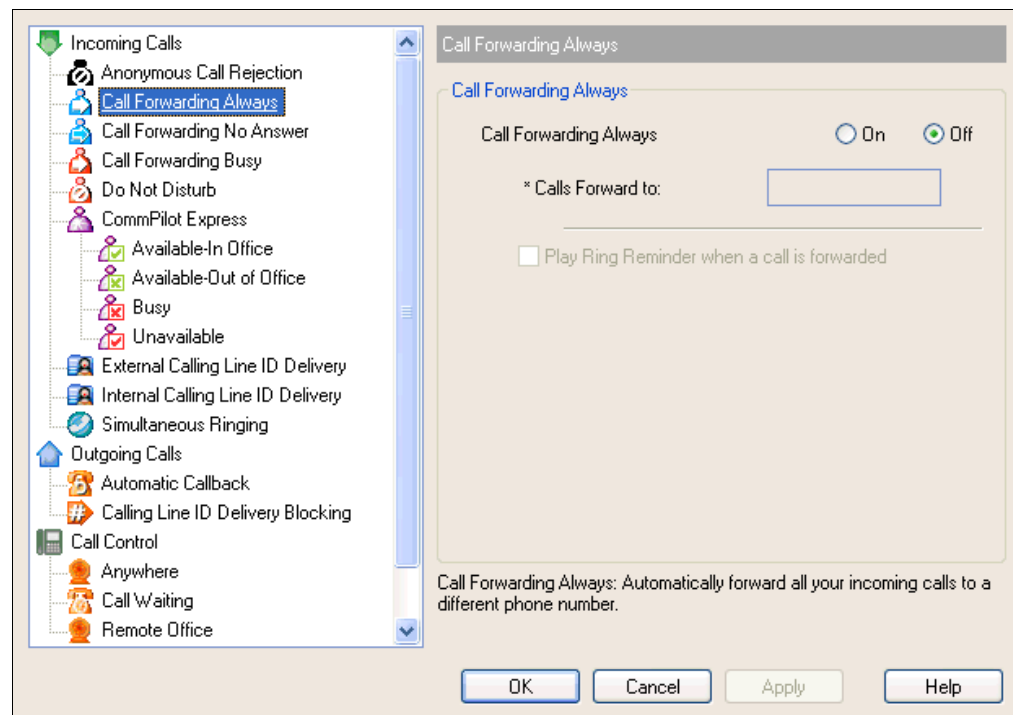 Incoming Calls
Anonymous Call Rejection
Call Forwarding Always
Call Forwarding No Answer
Call Forwarding Busy
Do Not Disturb
CommPilot Express
Available-In Office
Available-Out of Office
Busy
Unavailable
External Calling Line ID Delivery
Internal Calling Line ID Delivery
Simultaneous Ringing
Outgoing Calls
Automatic Callback
Calling Line ID Delivery Blocking
Call Control
Anywhere
Call Waiting
Remote Office
Call Forwarding Always
Call Forwarding Always
Call Forwarding Always On Off
* Calls Forward to:
Play Ring Reminder when a call is forwarded
Call Forwarding Always: Automatically forward all your incoming calls to a
different phone number.
OK Cancel Apply Help